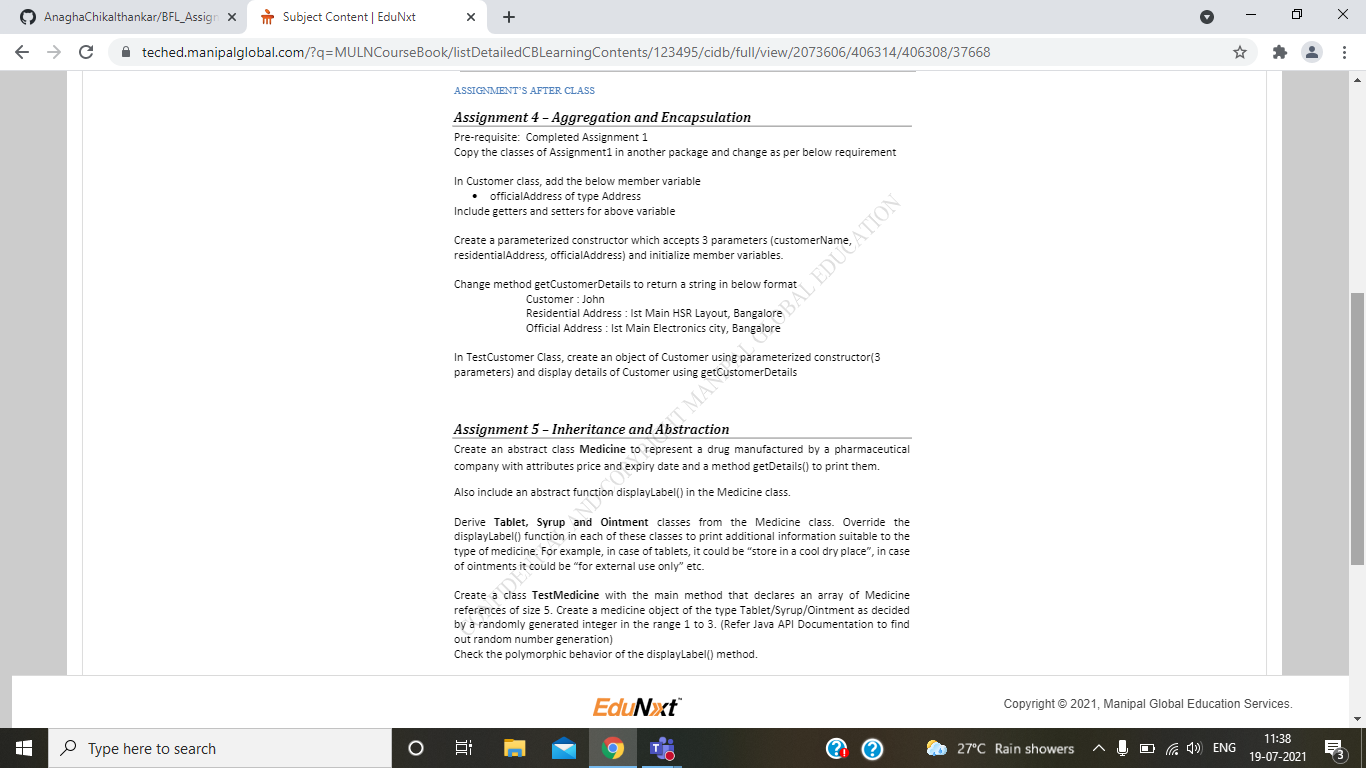 AnaghaChikalthankar/BFL_Assign
Subject Content | EduNxt
teched.manipalglobal.com/?q=MULNCourseBook/listDetailedCBLearningContents/123495/cidb/full/view/2073606/406314/406308/37668
ASSIGNMENT'S AFTER CLASS
Assignment 4 – Aggregation and Encapsulation
Pre-requisite: Completed Assignment 1
Copy the classes of Assignment1 in another package and change as per below requirement
In Customer class, add the below member variable
• officialAddress of type Address
Include getters and setters for above variable
Create a parameterized constructor which accepts 3 parameters (customerName,
residentialAddress, officialAddress) and initialize member variables.
Change method getCustomerDetails to return a string in below format
Customer : John
Residential Address : Ist Main HSR Layout, Bangalore
Official Address : Ist Main Electronics city, Bangalore
In TestCustomer Class, create an object of Customer using parameterized constructor(3
parameters) and display details of Customer using getCustomerDetails
Assignment 5 – Inheritance and Abstraction
Create an abstract class Medicine to represent a drug manufactured by a pharmaceutical
company with attributes price and expiry date and a method getDetails() to print them.
Also include an abstract function displayLabel() in the Medicine class.
Derive Tablet, Syrup and Ointment classes from the Medicine class. Override the
displayLabel() function in each of these classes to print additional information suitable to the
type of medicine. For example, in case of tablets, it could be “store in a cool dry place”, in case
of ointments it could be “for external use only” etc.
Create a class TestMedicine with the main method that declares an array of Medicine
references of size 5. Create a medicine object of the type Tablet/Syrup/Ointment as decided
by a randomly generated integer in the range 1 to 3. (Refer Java API Documentation to find
out random number generation)
Check the polymorphic behavior of the displayLabel() method.
CONFIDENTIAL AND COPYRIGHT MANIPAL GLOBAL EDUCATION
EduNxt™
Copyright © 2021, Manipal Global Education Services.
Type here to search
27°C Rain showers
ENG
11:38
19-07-2021
3